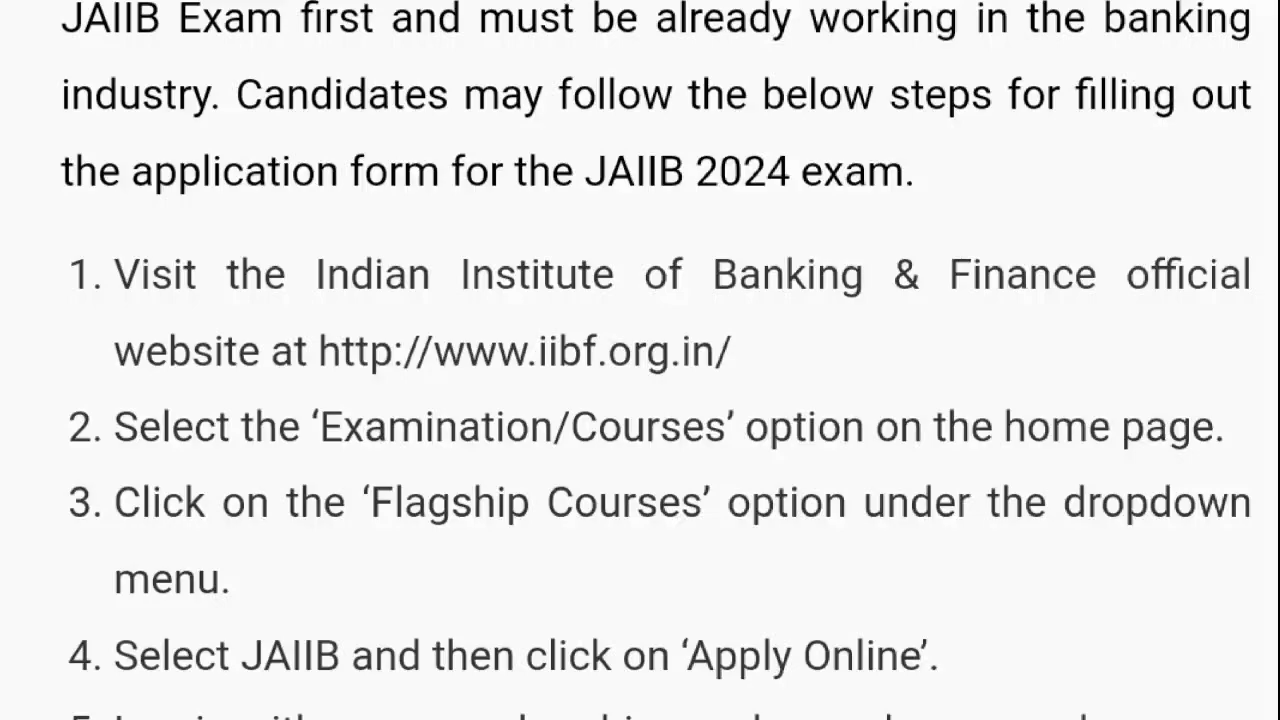 JAIIB Exam first and must be already working in the banking
industry. Candidates may follow the below steps for filling out
the application form for the JAIIB 2024 exam.
1. Visit the Indian Institute of Banking & Finance official
website at http://www.iibf.org.in/
2. Select the ‘Examination/Courses’ option on the home page.
3. Click on the ‘Flagship Courses’ option under the dropdown
menu.
4. Select JAIIB and then click on ‘Apply Online’.